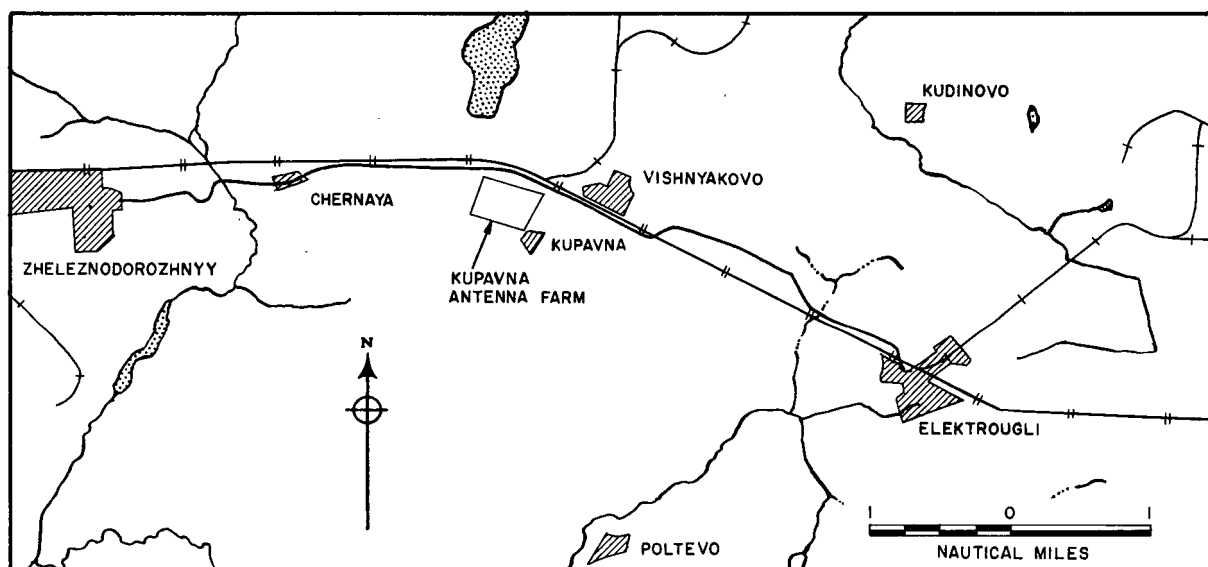 KUDINOVO
VISHNYAKOVO
CHERNAYA
KUPAVNA
ZHELEZNODOROZHNYY
KUPAVNA
ANTENNA FARM
N
ELEKTROUGLI
POLTEVO
1 0 1
NAUTICAL MILES